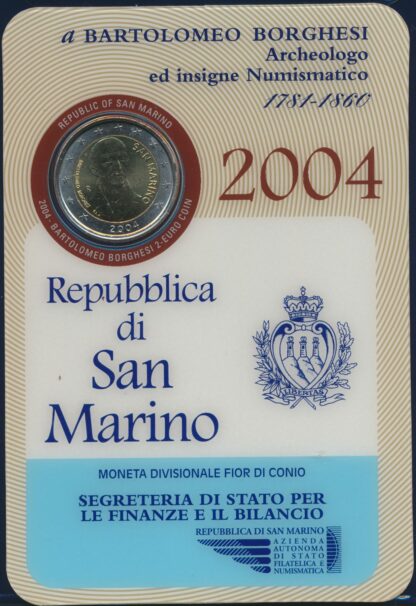 a BARTOLOMEO BORGHESI
Archeologo
ed insigne Numismatico
1781-1860
REPUBLIC OF SAN MARINO
SAN MARINO
2004
2004 - BARTOLOMEO BORGHESI 2-EURO COIN
2004
Repubblica
di
San
Marino
LIBERTAS
MONETA DIVISIONALE FIOR DI CONIO
SEGRETERIA DI STATO PER
LE FINANZE E IL BILANCIO
REPUBBLICA DI SAN MARINO
AZIENDA
AUTONOMA
DI STATO
FILATELICA E
NUMISMATICA